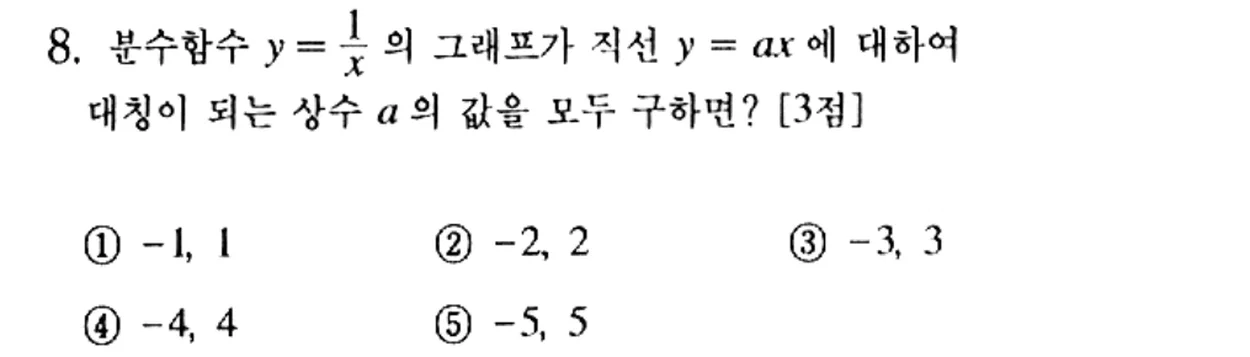 8. 분수함수 y = 1/x 의 그래프가 직선 y = ax 에 대하여
대칭이 되는 상수 a 의 값을 모두 구하면? [3점]
① -1, 1 ② -2, 2 ③ -3, 3
④ -4, 4 ⑤ -5, 5